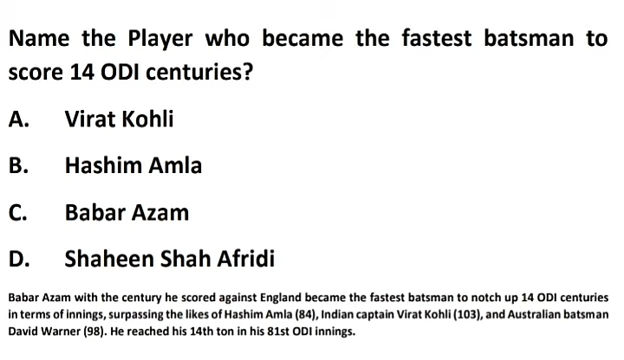 Name the Player who became the fastest batsman to
score 14 ODI centuries?
A. Virat Kohli
B. Hashim Amla
C. Babar Azam
D. Shaheen Shah Afridi
Babar Azam with the century he scored against England became the fastest batsman to notch up 14 ODI centuries
in terms of innings, surpassing the likes of Hashim Amla (84), Indian captain Virat Kohli (103), and Australian batsman
David Warner (98). He reached his 14th ton in his 81st ODI innings.